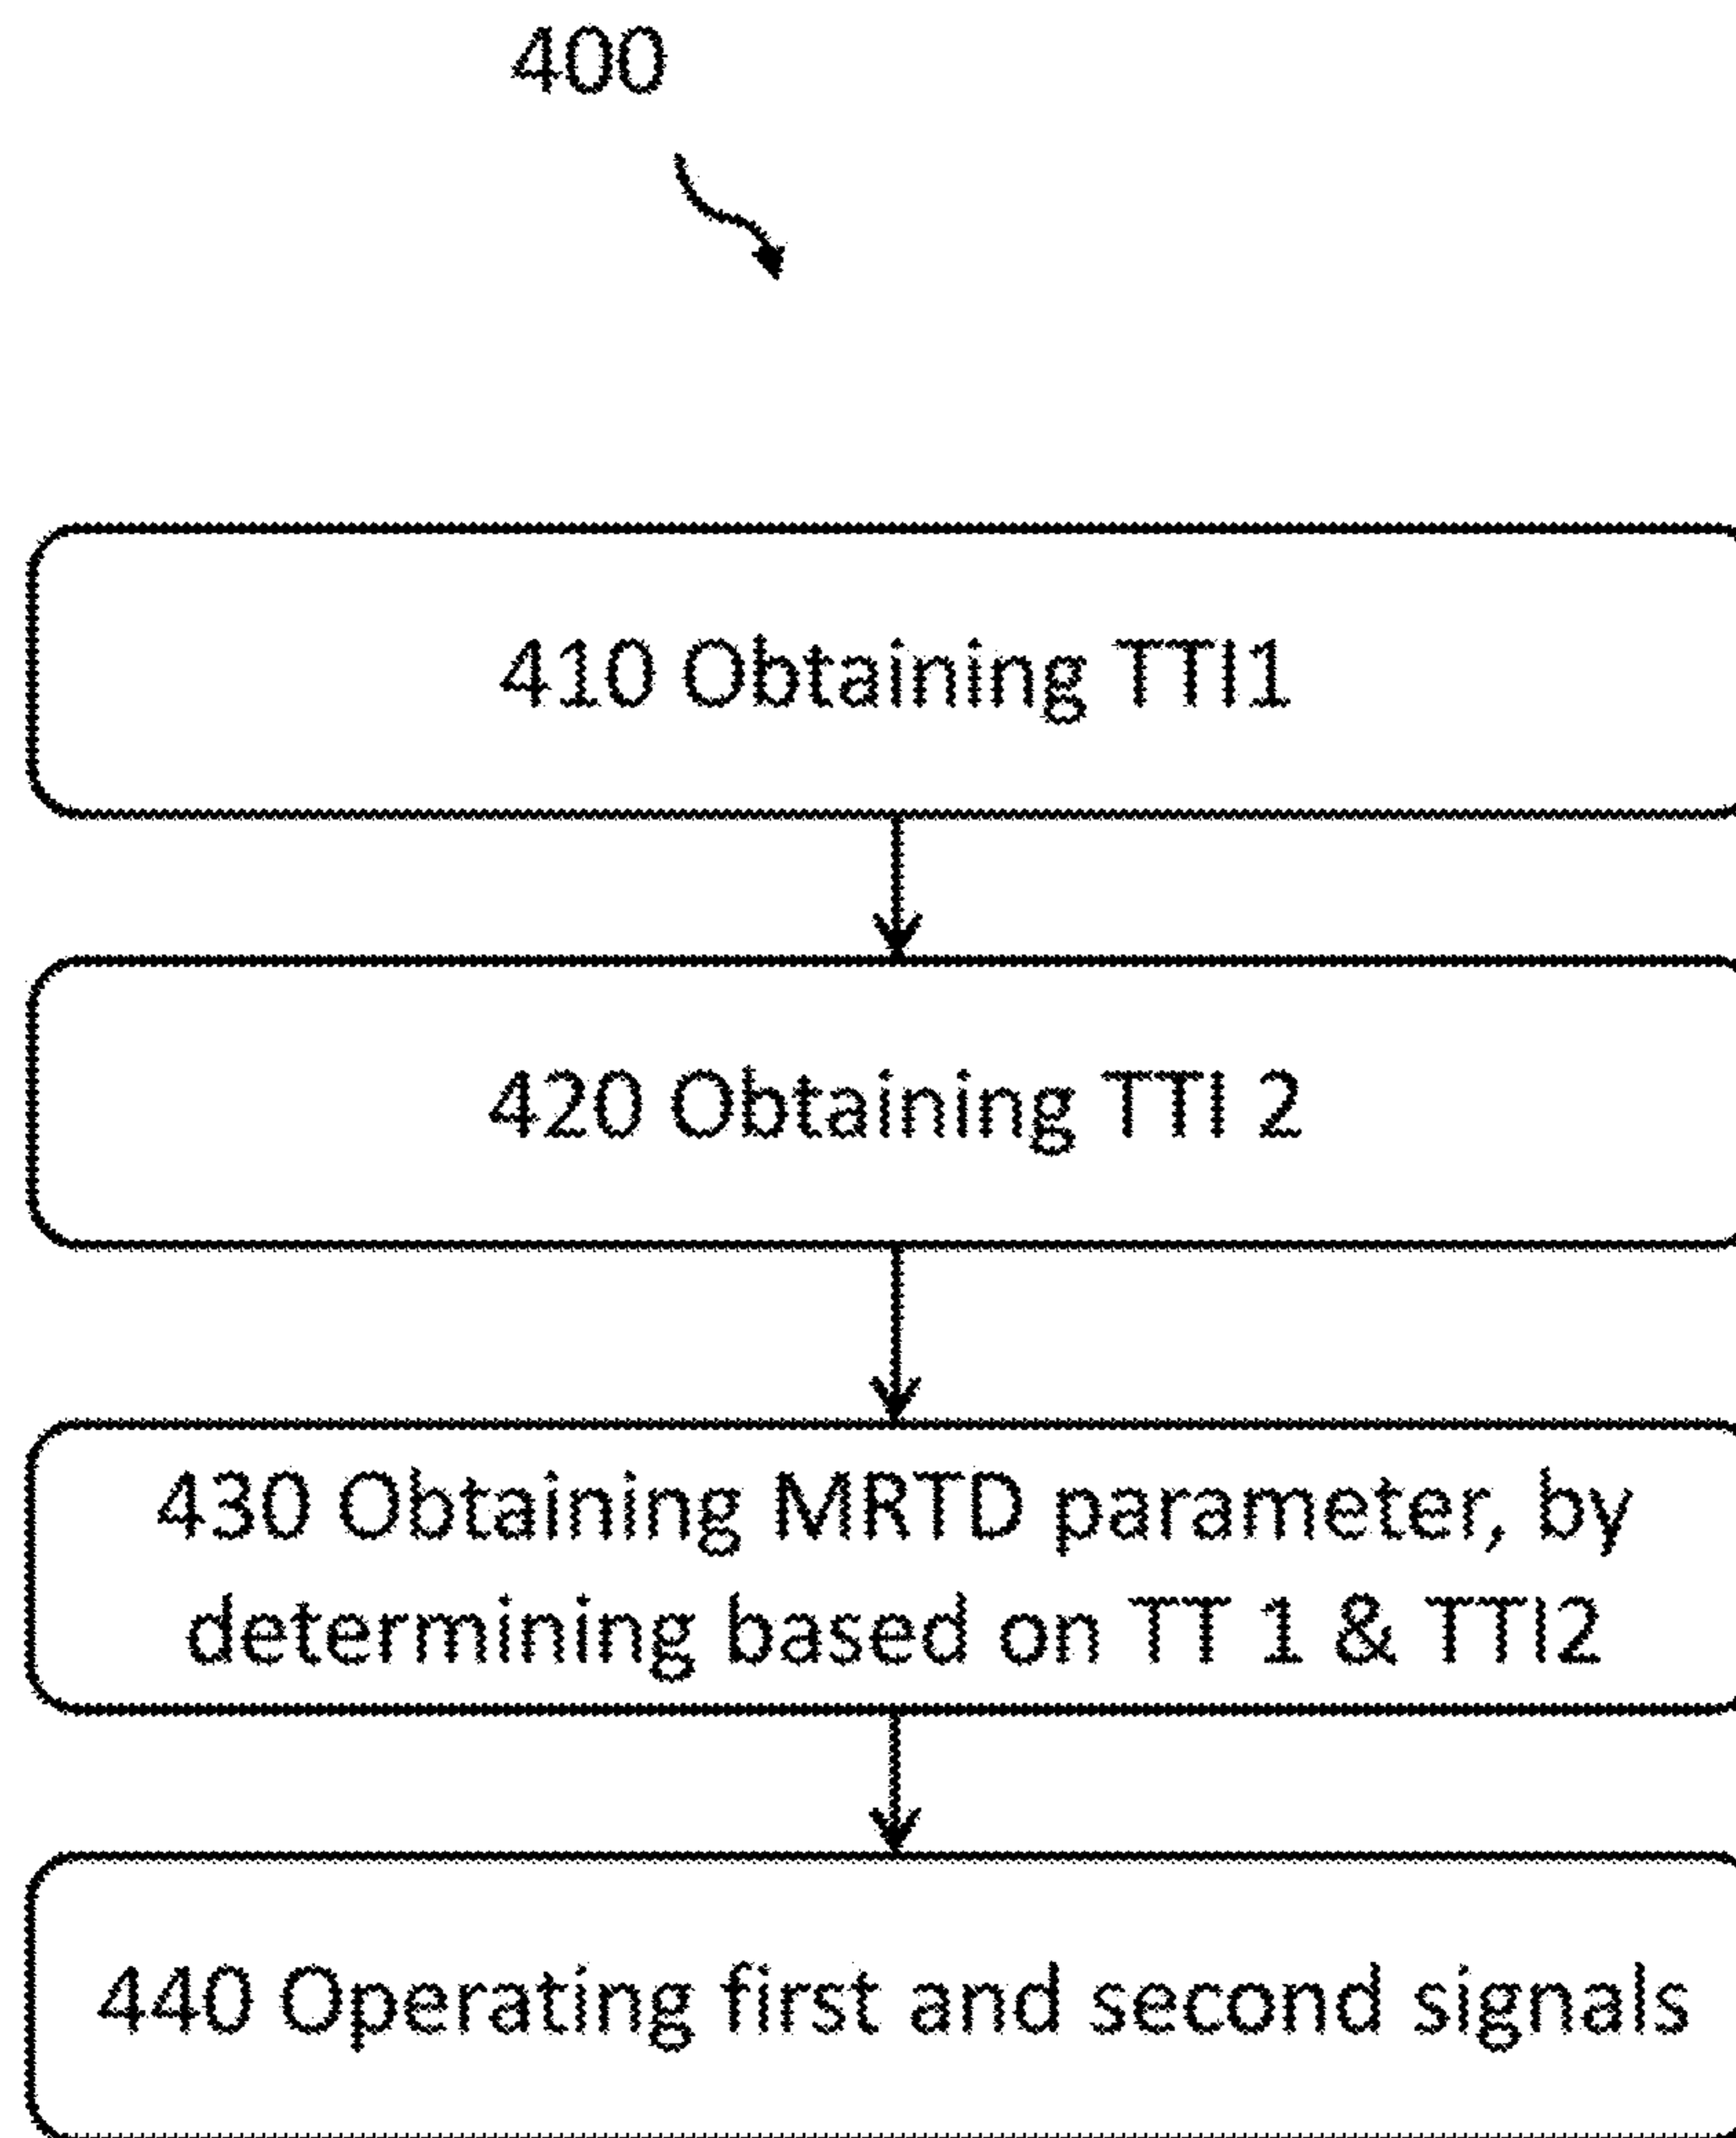 400
410 Obtaining TTI1
420 Obtaining TTI 2
430 Obtaining MRTD parameter, by
determining based on TT 1 & TTI2
440 Operating first and second signals